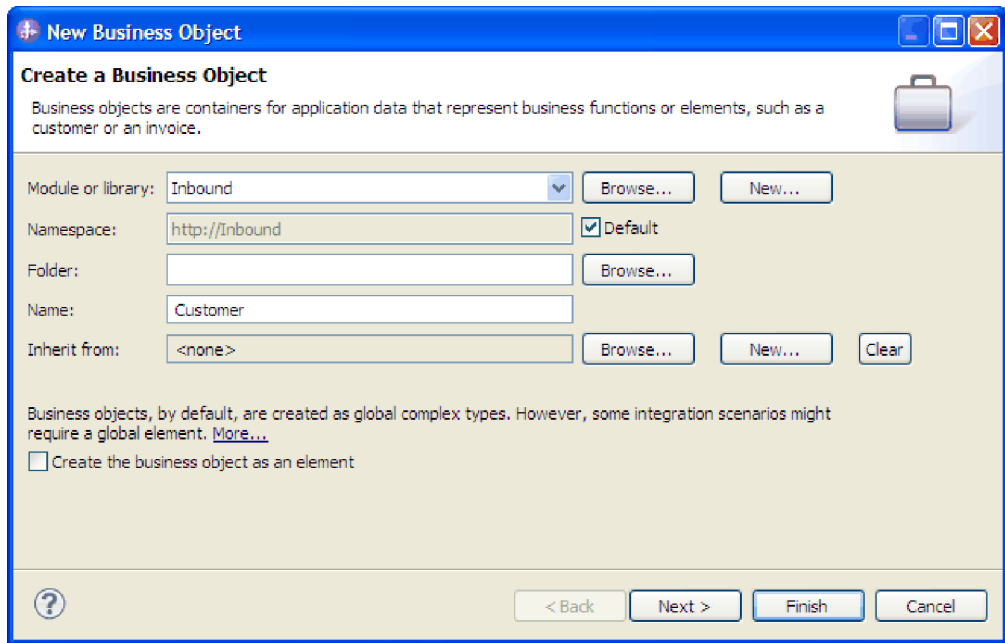 New Business Object
Create a Business Object
Business objects are containers for application data that represent business functions or elements, such as a
customer or an invoice.
Module or library: Inbound Browse... New...
Namespace: http://Inbound Default
Folder: Browse...
Name: Customer
Inherit from: <none> Browse... New... Clear
Business objects, by default, are created as global complex types. However, some integration scenarios might
require a global element. More...
Create the business object as an element
? < Back Next > Finish Cancel